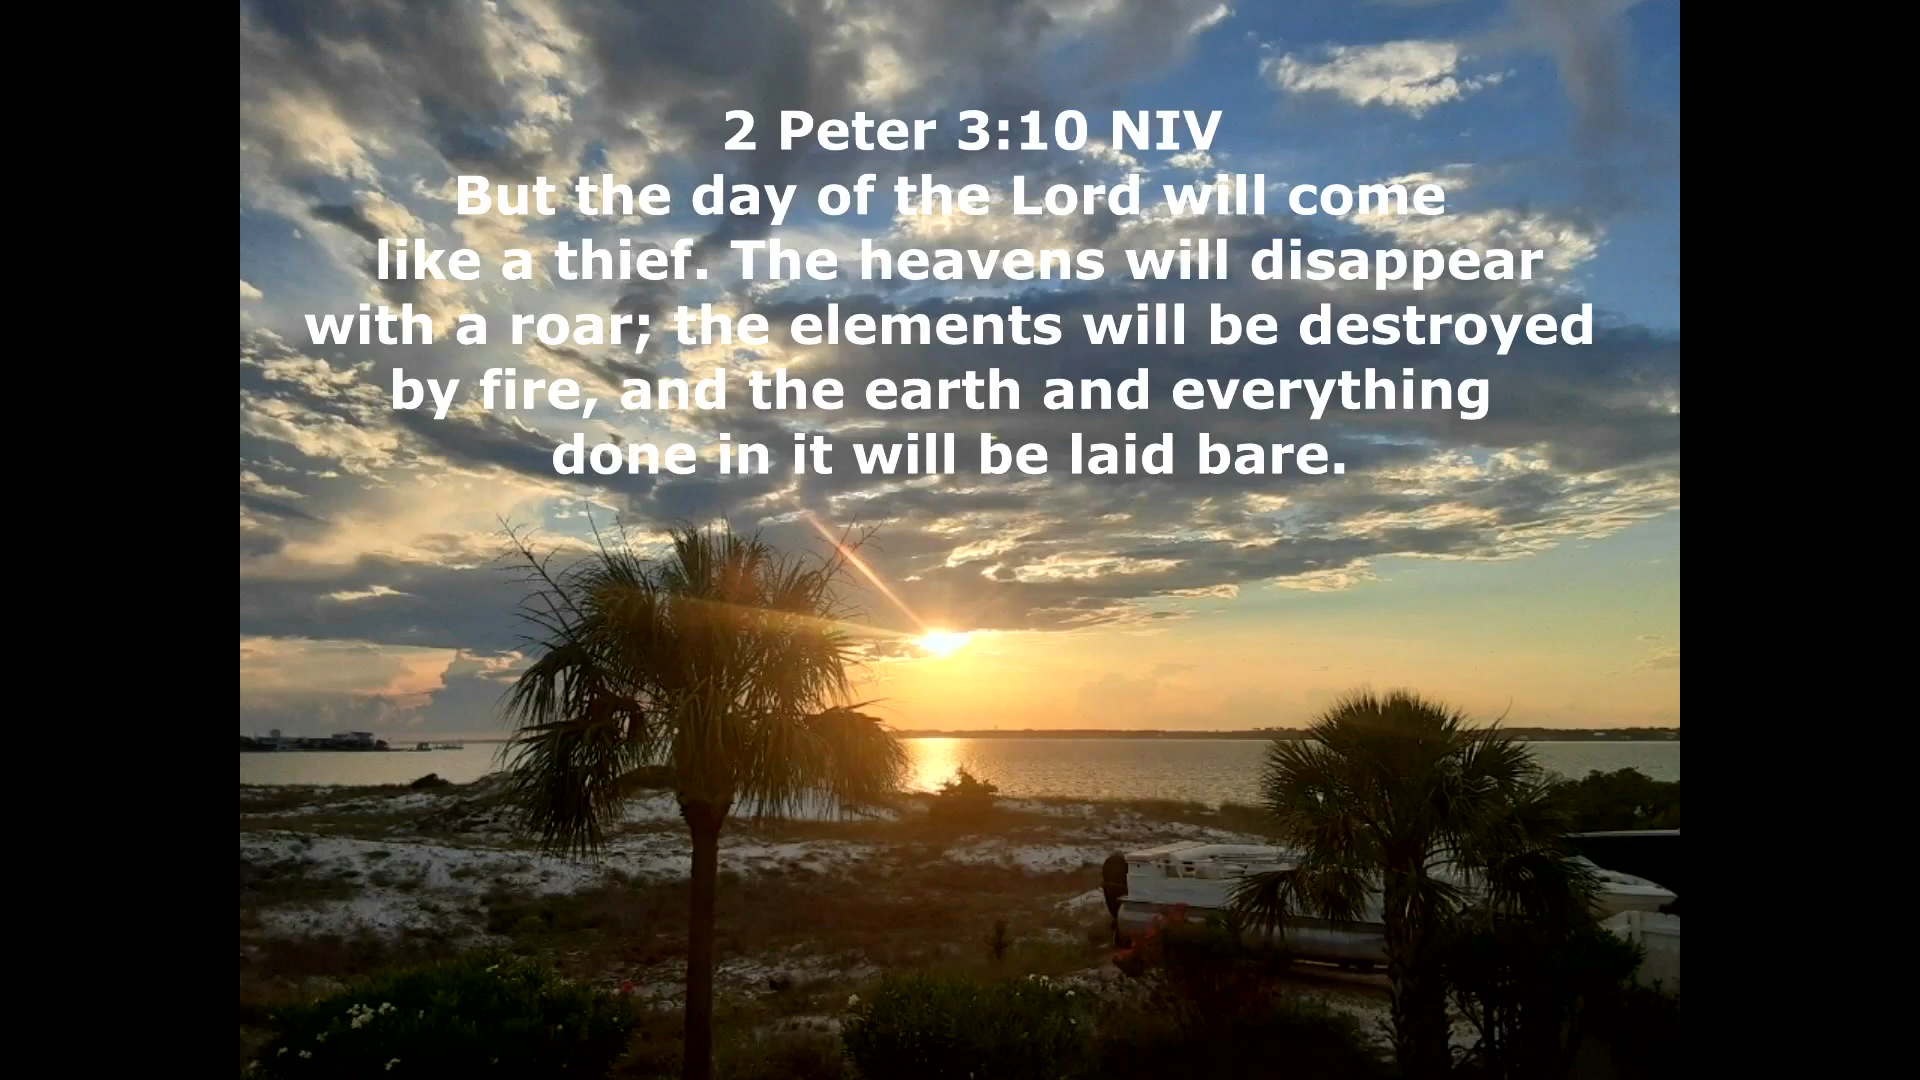 2 Peter 3:10 NIV
But the day of the Lord will come
like a thief. The heavens will disappear
with a roar; the elements will be destroyed
by fire, and the earth and everything
done in it will be laid bare.